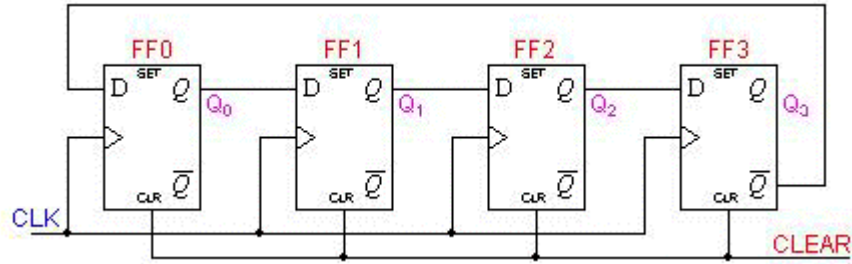 FF0 FF1 FF2 FF3
SET SET SET SET
D Q D Q D Q D Q
Q0 Q1 Q2 Q3
Q̅ Q̅ Q̅ Q̅
CLR CLR CLR CLR
CLK
CLEAR